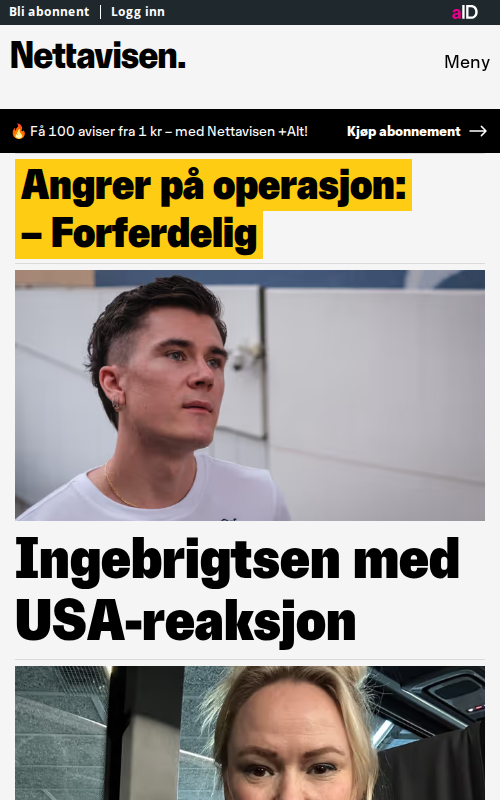 Bli abonnent | Logg inn
aID
Nettavisen.
Meny
🔥 Få 100 aviser fra 1 kr – med Nettavisen +Alt!
Kjøp abonnement →
Angrer på operasjon:
– Forferdelig
Ingebrigtsen med
USA-reaksjon